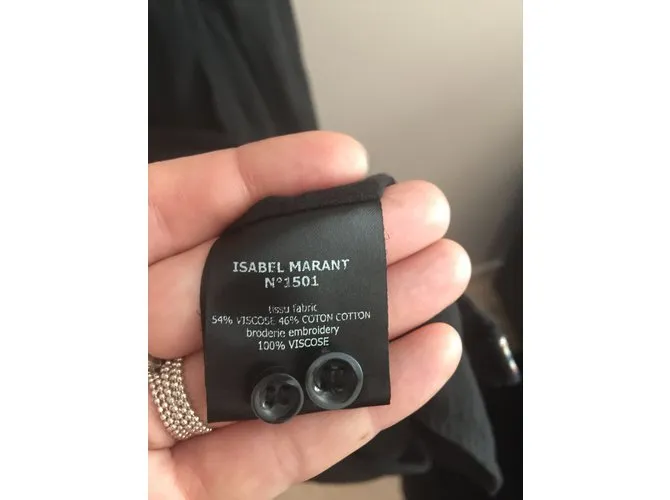 ISABEL MARANT
N°1501
tissu fabric
54% VISCOSE 46% COTON COTTON
broderie embroidery
100% VISCOSE